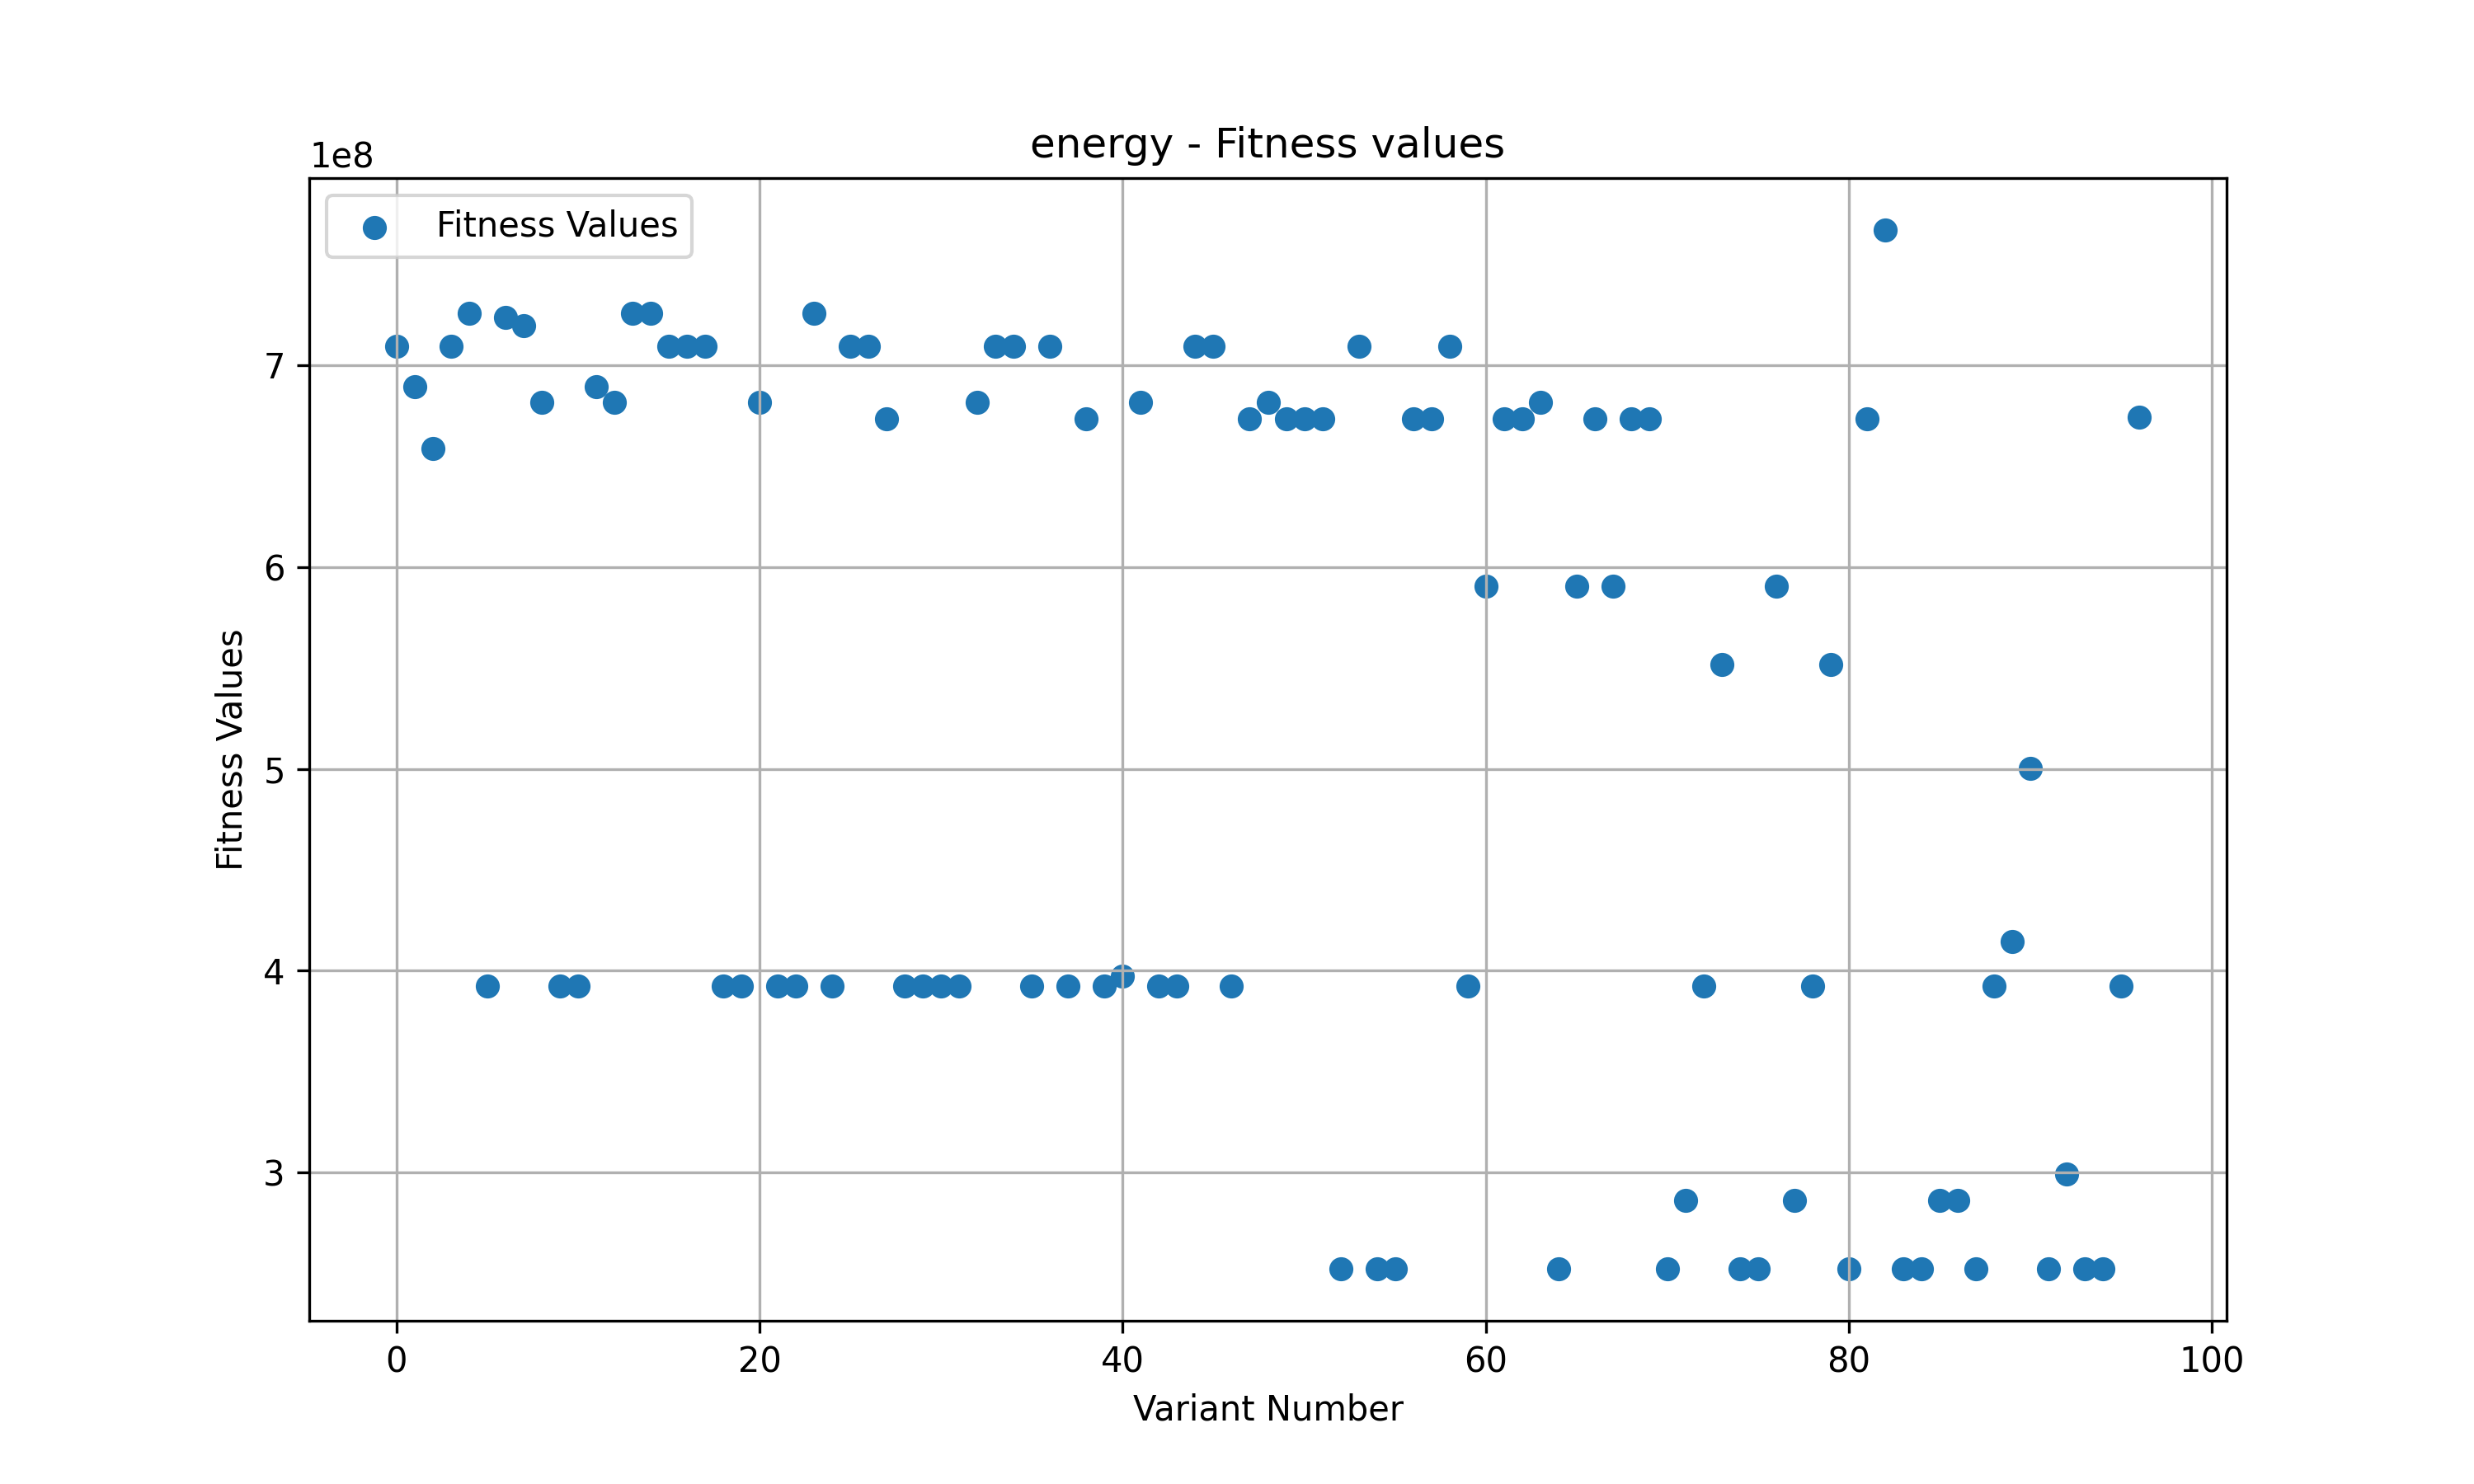 energy - Fitness values
1e8
Fitness Values
7
6
5
4
3
Fitness Values
0 20 40 60 80 100
Variant Number